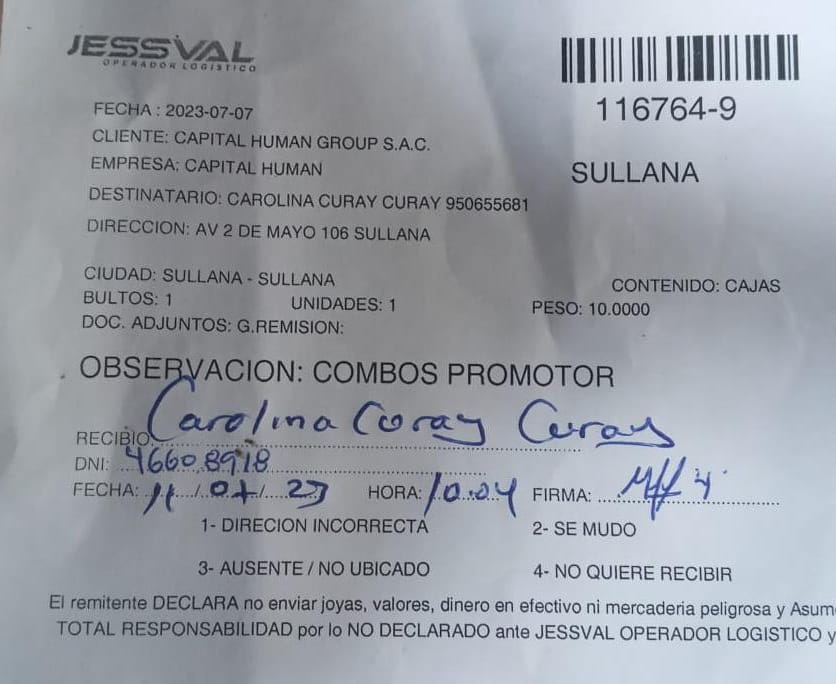 JESSVAL
OPERADOR LOGISTICO
116764-9
FECHA : 2023-07-07
CLIENTE: CAPITAL HUMAN GROUP S.A.C.
EMPRESA: CAPITAL HUMAN
SULLANA
DESTINATARIO: CAROLINA CURAY CURAY 950655681
DIRECCION: AV 2 DE MAYO 106 SULLANA
CIUDAD: SULLANA - SULLANA
CONTENIDO: CAJAS
BULTOS: 1 UNIDADES: 1 PESO: 10.0000
DOC. ADJUNTOS: G.REMISION:
OBSERVACION: COMBOS PROMOTOR
RECIBIO: Carolina Curay Curay
DNI: 46608918
FECHA: 11/07/23 HORA: 10:04 FIRMA:
1- DIRECION INCORRECTA 2- SE MUDO
3- AUSENTE / NO UBICADO 4- NO QUIERE RECIBIR
El remitente DECLARA no enviar joyas, valores, dinero en efectivo ni mercaderia peligrosa y Asum
TOTAL RESPONSABILIDAD por lo NO DECLARADO ante JESSVAL OPERADOR LOGISTICO y